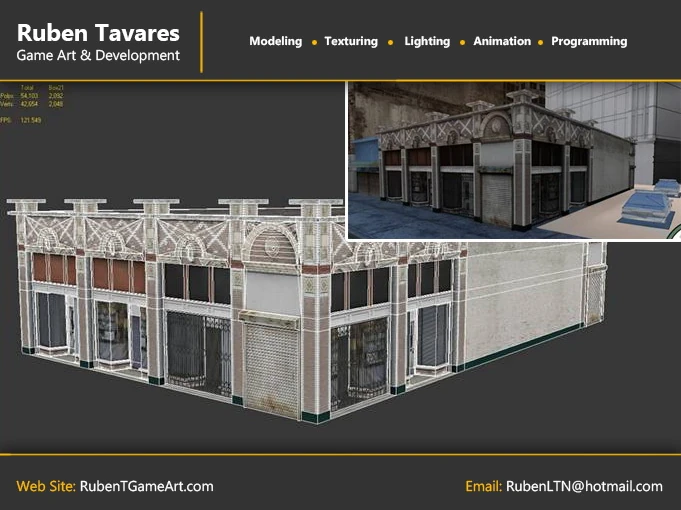 Ruben Tavares
Game Art & Development
Modeling • Texturing • Lighting • Animation • Programming
Total Box21
Polys: 54,103 2,092
Verts: 42,654 2,048
FPS: 121.549
Web Site: RubenTGameArt.com
Email: RubenLTN@hotmail.com